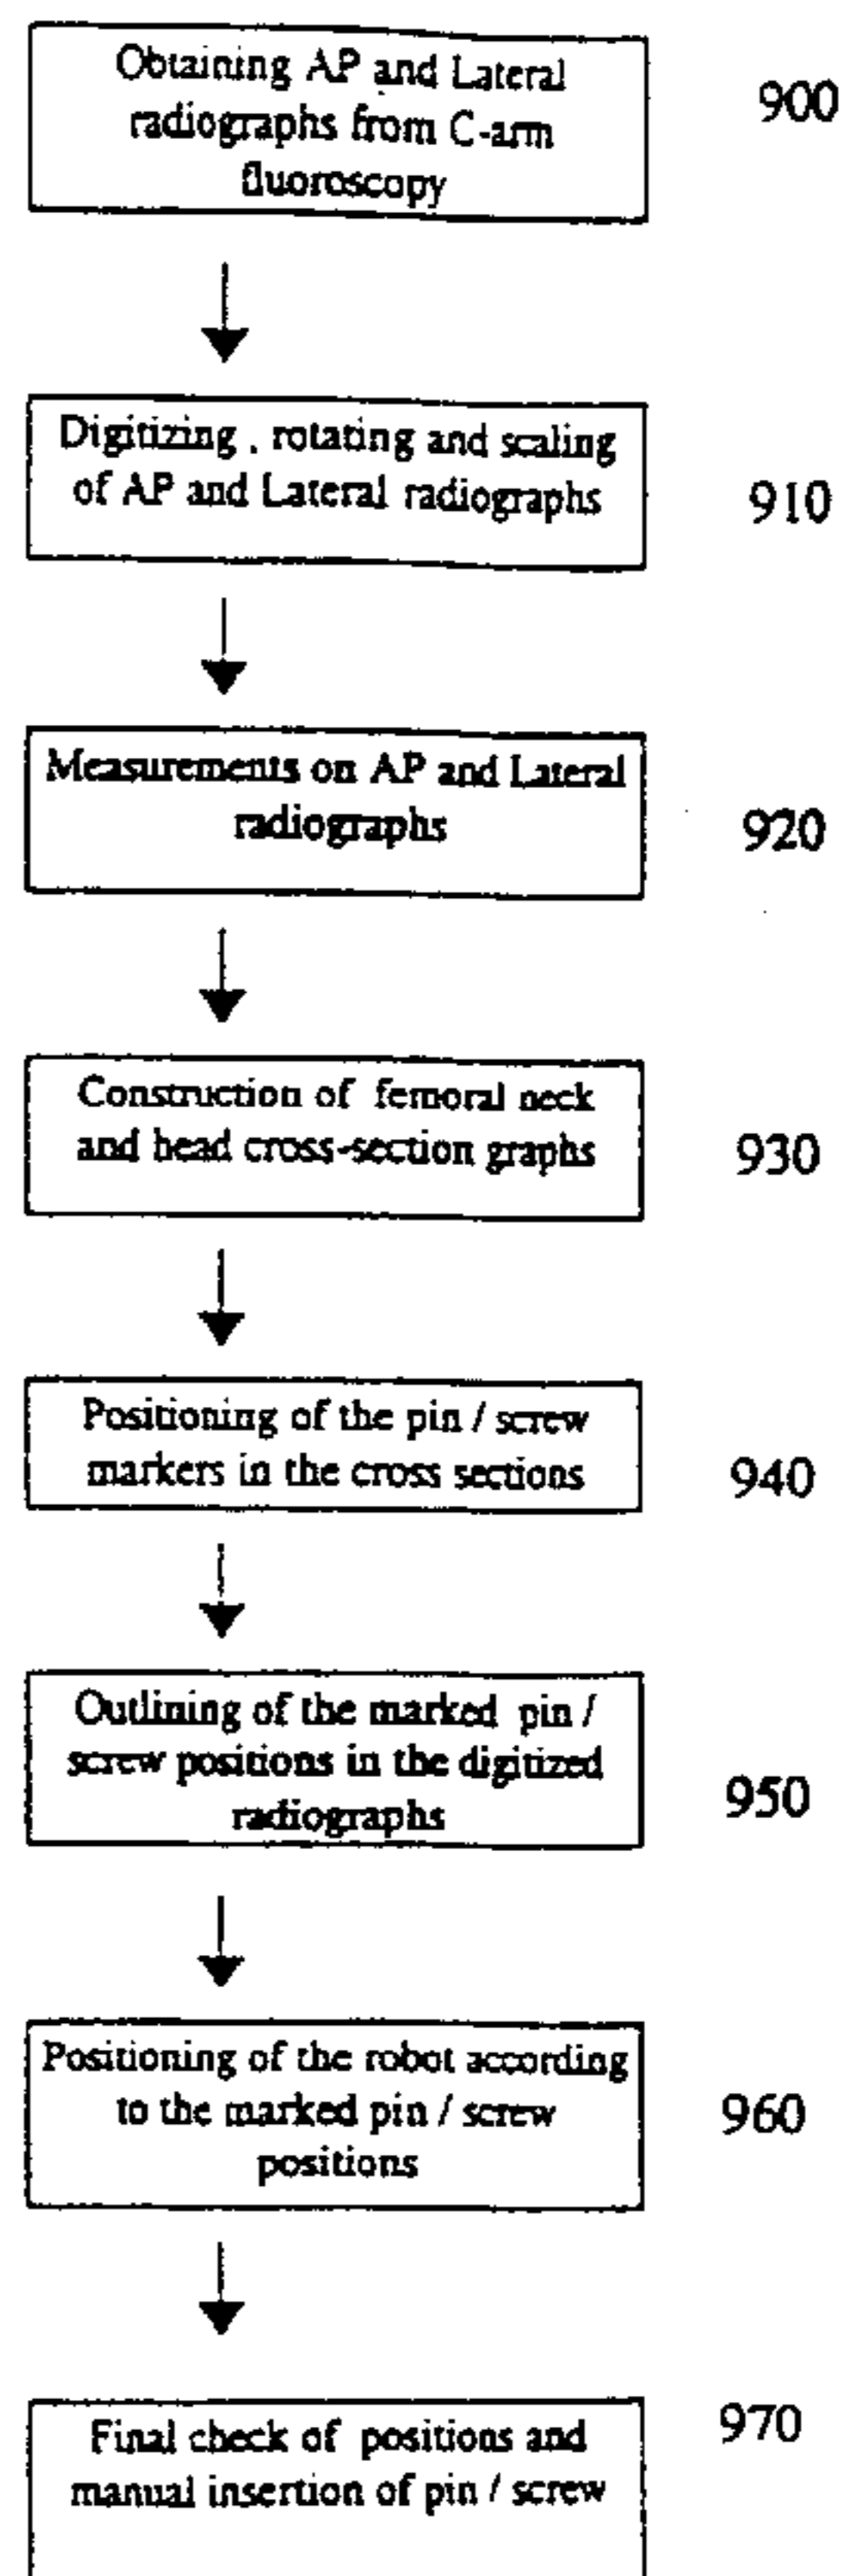 Obtaining AP and Lateral
radiographs from C-arm
fluoroscopy
900
Digitizing , rotating and scaling
of AP and Lateral radiographs
910
Measurements on AP and Lateral
radiographs
920
Construction of femoral neck
and head cross-section graphs
930
Positioning of the pin / screw
markers in the cross sections
940
Outlining of the marked pin /
screw positions in the digitized
radiographs
950
Positioning of the robot according
to the marked pin / screw
positions
960
Final check of positions and
manual insertion of pin / screw
970